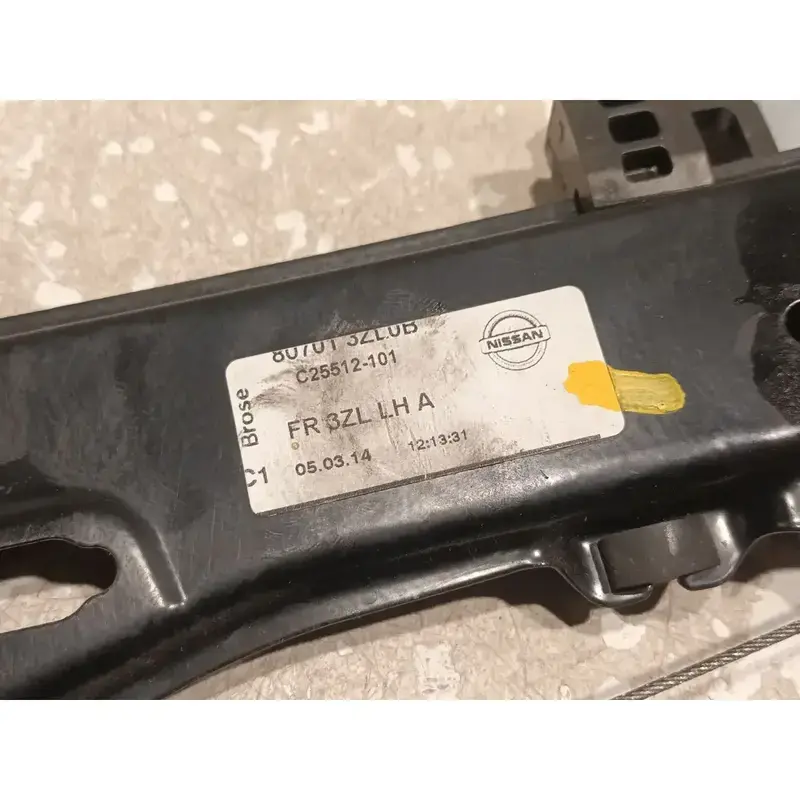 80701 3ZL0B
NISSAN
C25512-101
Brose
FR 3ZL LH A
C1
05.03.14 12:13:31